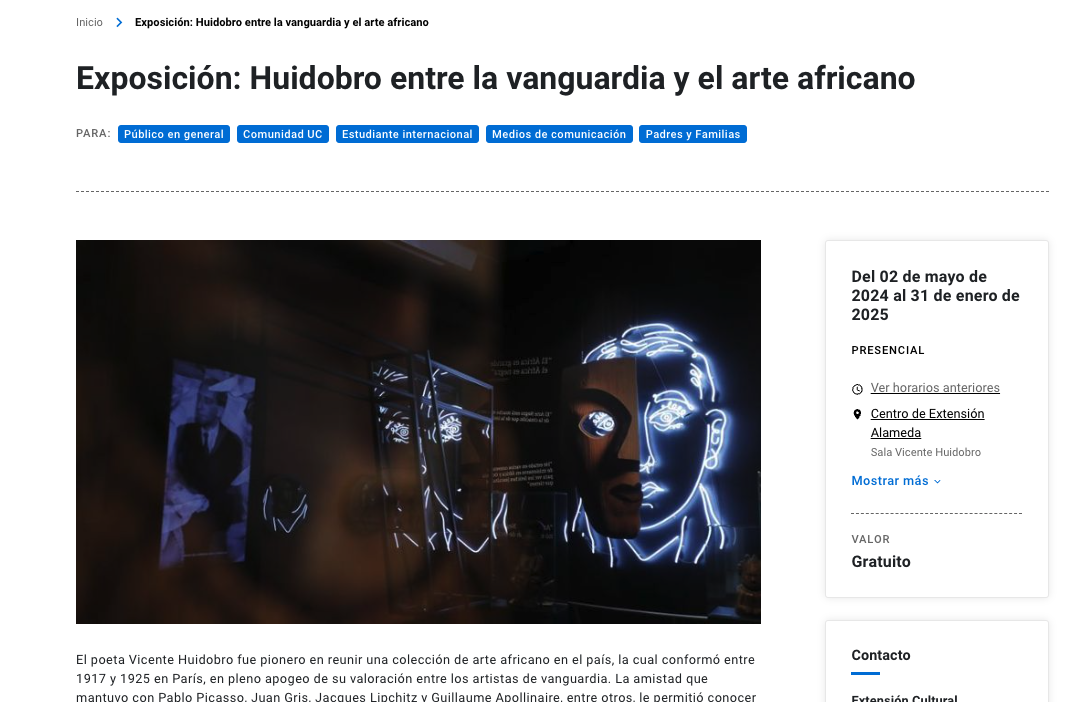 Inicio
Exposición: Huidobro entre la vanguardia y el arte africano
Exposición: Huidobro entre la vanguardia y el arte africano
PARA: Público en general Comunidad UC Estudiante internacional Medios de comunicación Padres y Familias
Del 02 de mayo de
2024 al 31 de enero de
2025
PRESENCIAL
Ver horarios anteriores
Centro de Extensión
Alameda
Sala Vicente Huidobro
Mostrar más
VALOR
Gratuito
Contacto
Extensión Cultural
El poeta Vicente Huidobro fue pionero en reunir una colección de arte africano en el país, la cual conformó entre
1917 y 1925 en París, en pleno apogeo de su valoración entre los artistas de vanguardia. La amistad que
mantuvo con Pablo Picasso, Juan Gris, Jacques Lipchitz y Guillaume Apollinaire, entre otros, le permitió conocer